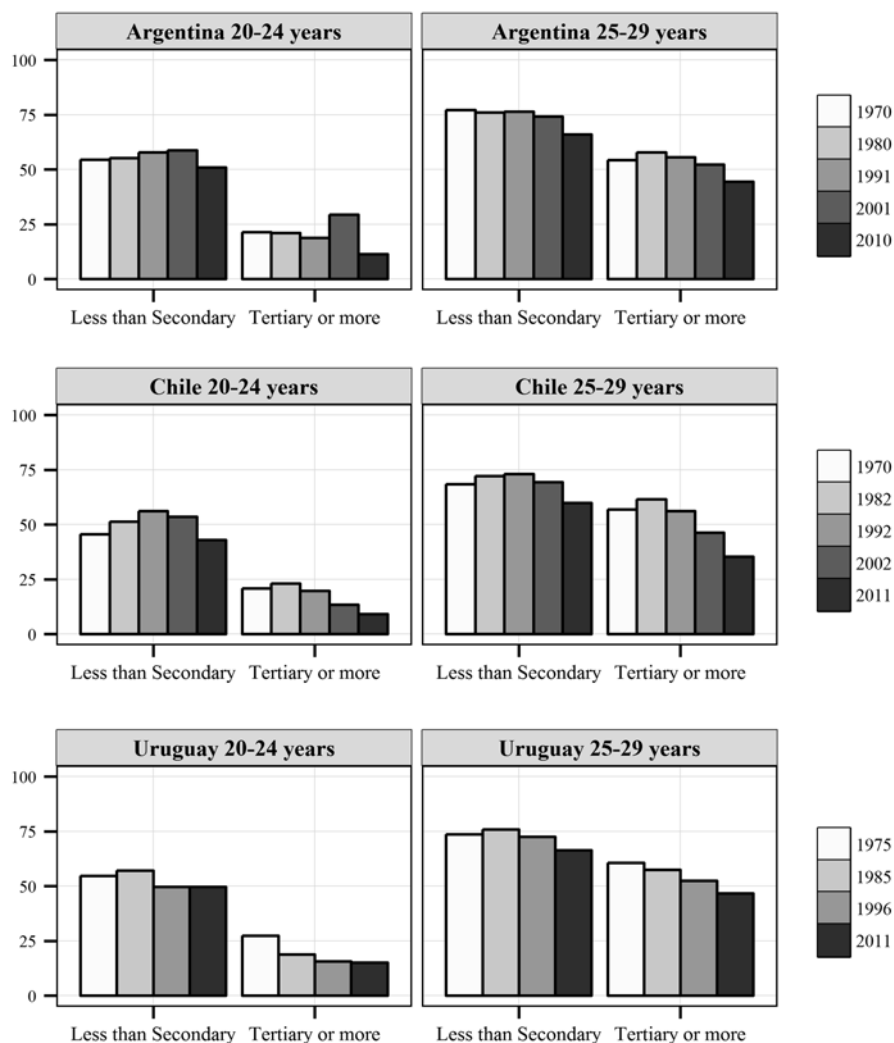 Argentina 20-24 years
Argentina 25-29 years
100
75
50
25
0
Less than Secondary
Tertiary or more
Less than Secondary
Tertiary or more
1970
1980
1991
2001
2010
Chile 20-24 years
Chile 25-29 years
100
75
50
25
0
Less than Secondary
Tertiary or more
Less than Secondary
Tertiary or more
1970
1982
1992
2002
2011
Uruguay 20-24 years
Uruguay 25-29 years
100
75
50
25
0
Less than Secondary
Tertiary or more
Less than Secondary
Tertiary or more
1975
1985
1996
2011